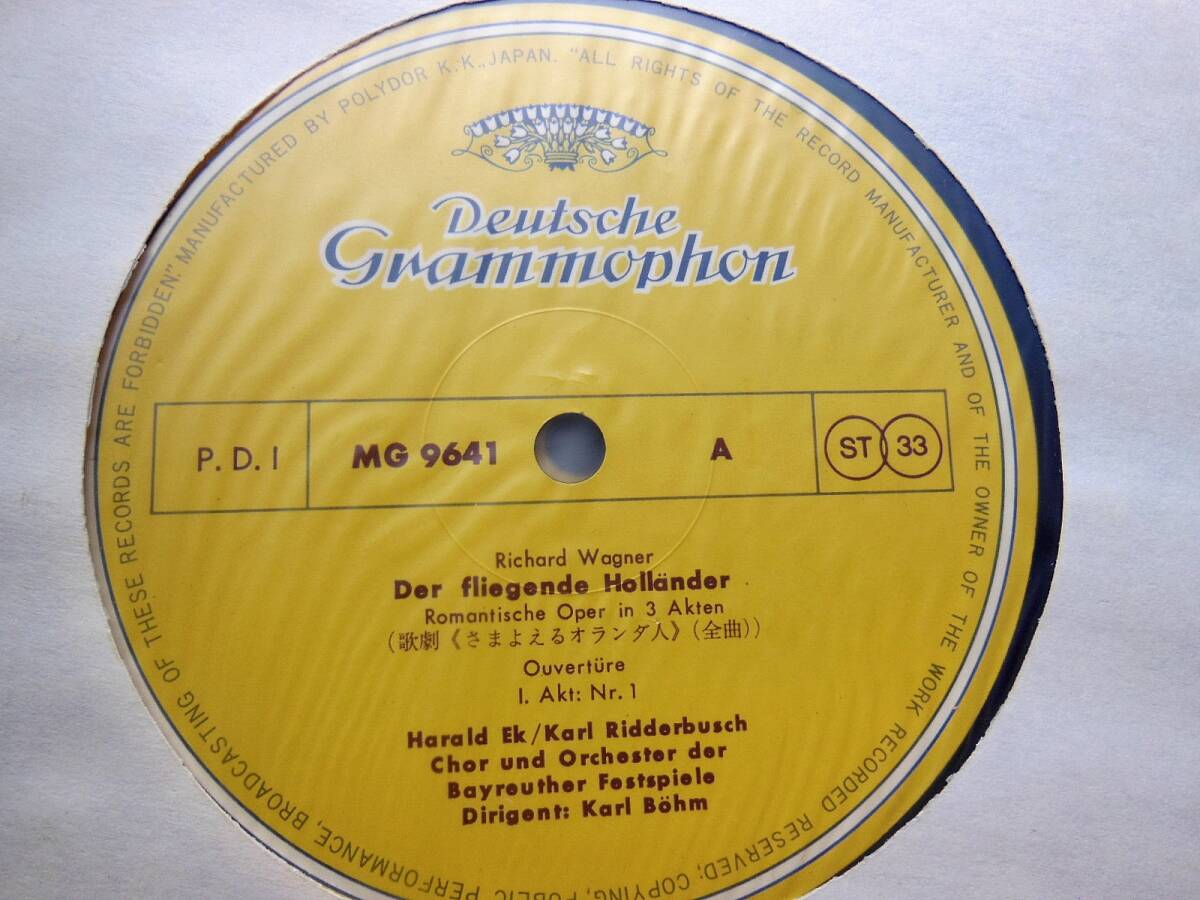 Deutsche
Grammophon
P. D. I MG 9641 A ST 33
Richard Wagner
Der fliegende Holländer
Romantische Oper in 3 Akten
(歌劇《さまよえるオランダ人》(全曲))
Ouvertüre
I. Akt: Nr. 1
Harald Ek/Karl Ridderbusch
Chor und Orchester der
Bayreuther Festspiele
Dirigent: Karl Böhm
MANUFACTURED BY POLYDOR K.K., JAPAN. "ALL RIGHTS OF THE RECORD MANUFACTURER AND OF THE OWNER OF THE WORK RECORDED RESERVED; COPYING, PUBLIC PERFORMANCE, BROADCASTING OF THESE RECORDS ARE FORBIDDEN."